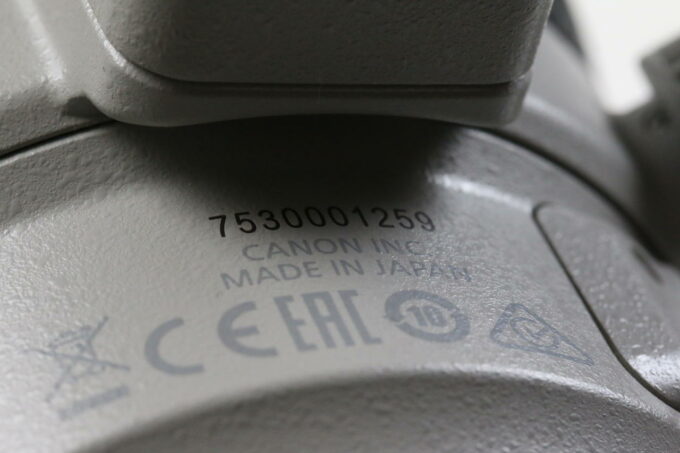 7530001259
CANON INC
MADE IN JAPAN
CE EAC 10